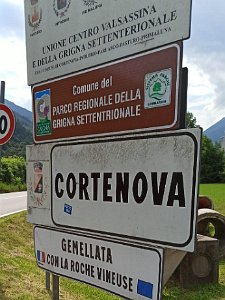 UNIONE CENTRO VALSASSINA
E DELLA GRIGNA SETTENTRIONALE
Comune del
PARCO REGIONALE DELLA
GRIGNA SETTENTRIONALE
CORTENOVA
GEMELLATA
CON LA ROCHE VINEUSE